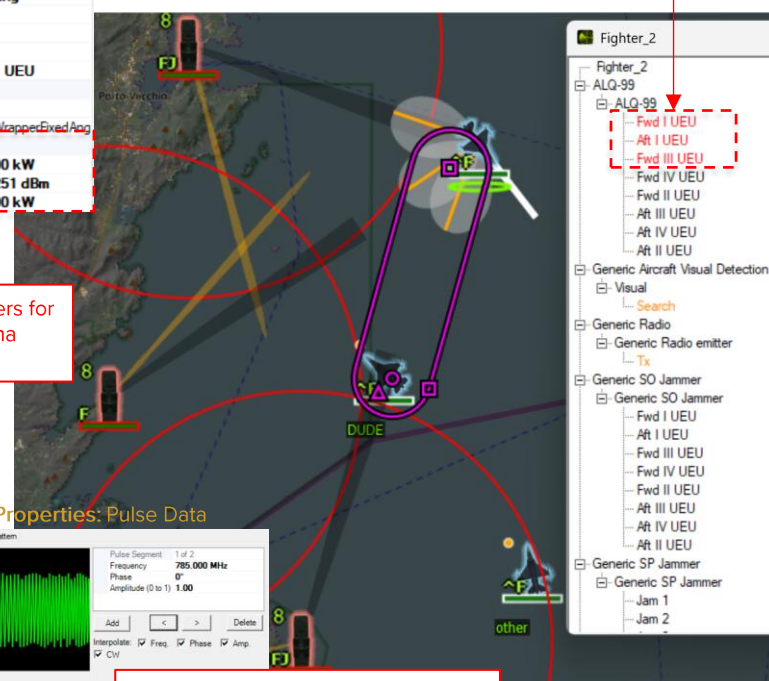 UEU
WrapperFixedAng
0 kW
251 dBm
00 kW
ers for
na
8
FJ
Porto-Vecchio
^F
8
F
^F
DUDE
^F
other
8
FJ
Properties: Pulse Data
attern
Pulse Segment 1 of 2
Frequency 785.000 MHz
Phase 0°
Amplitude (0 to 1) 1.00
Add < > Delete
Interpolate: Freq. Phase Amp.
CW
Fighter_2
Fighter_2
ALQ-99
ALQ-99
Fwd I UEU
Aft I UEU
Fwd III UEU
Fwd IV UEU
Fwd II UEU
Aft III UEU
Aft IV UEU
Aft II UEU
Generic Aircraft Visual Detection
Visual
Search
Generic Radio
Generic Radio emitter
Tx
Generic SO Jammer
Generic SO Jammer
Fwd I UEU
Aft I UEU
Fwd III UEU
Fwd IV UEU
Fwd II UEU
Aft III UEU
Aft IV UEU
Aft II UEU
Generic SP Jammer
Generic SP Jammer
Jam 1
Jam 2